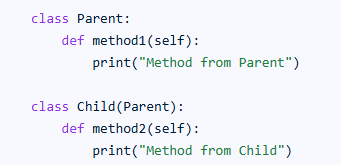 class Parent:
    def method1(self):
        print("Method from Parent")

class Child(Parent):
    def method2(self):
        print("Method from Child")